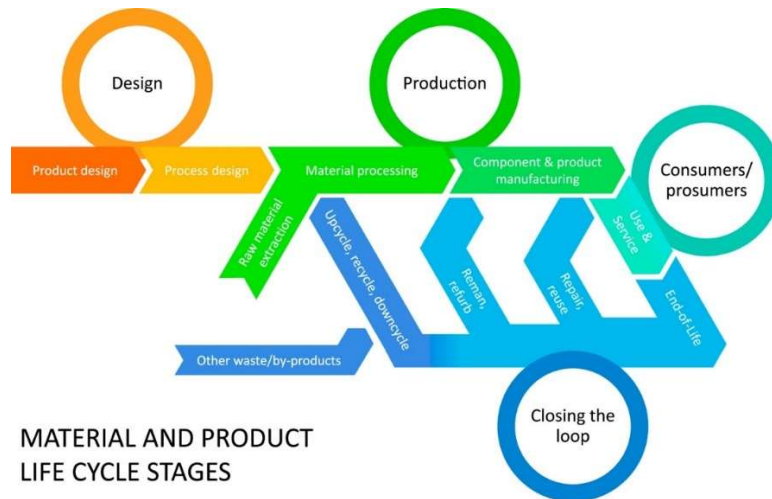 Design
Production
Consumers/
prosumers
Product design
Process design
Material processing
Component & product
manufacturing
Raw material
extraction
Upcycle, recycle, downcycle
Reman,
refurb
Repair,
reuse
Use &
Service
End-of-Life
Other waste/by-products
Closing the
loop
MATERIAL AND PRODUCT
LIFE CYCLE STAGES